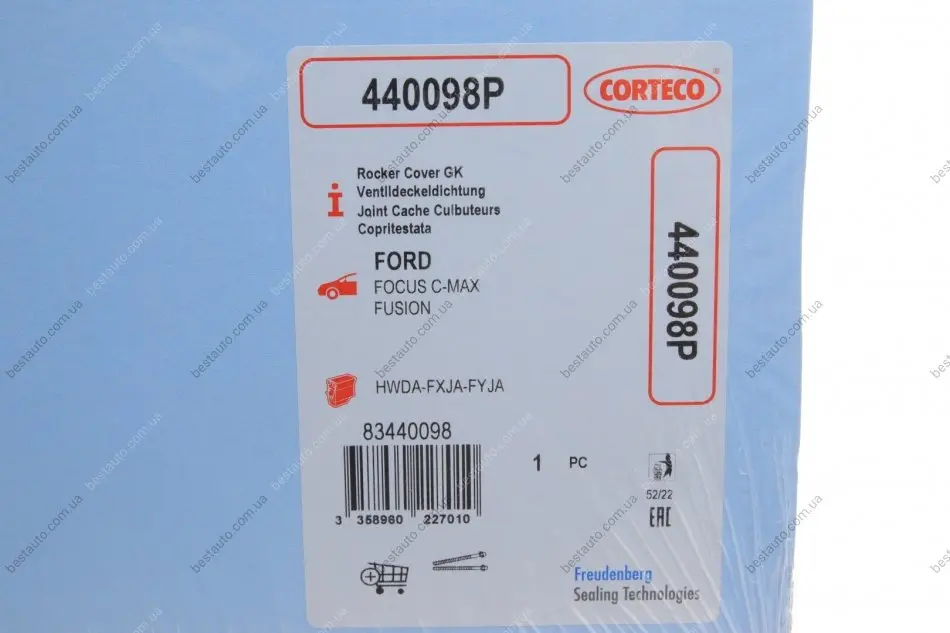 440098P
CORTECO®
Rocker Cover GK
Ventildeckeldichtung
Joint Cache Culbuteurs
Copritestata
440098P
FORD
FOCUS C-MAX
FUSION
HWDA-FXJA-FYJA
83440098
1 PC
3 358960 227010
52/22
EAC
Freudenberg
Sealing Technologies
bestauto.com.ua